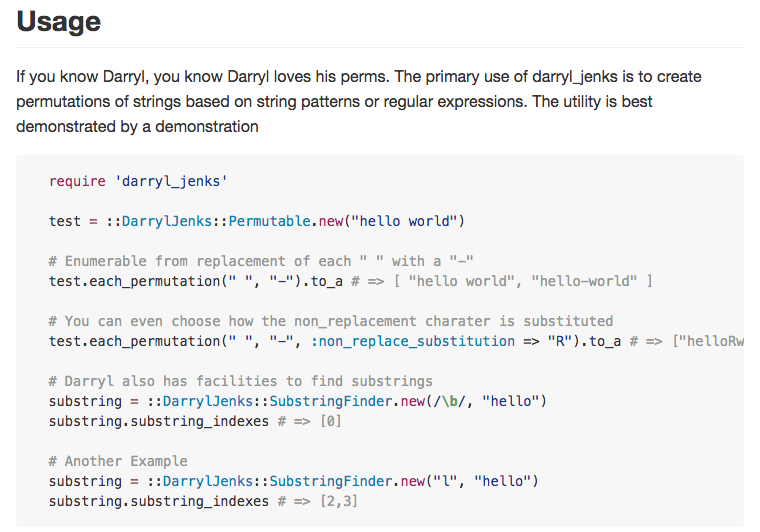 Usage
If you know Darryl, you know Darryl loves his perms. The primary use of darryl_jenks is to create
permutations of strings based on string patterns or regular expressions. The utility is best
demonstrated by a demonstration
require 'darryl_jenks'
test = ::DarrylJenks::Permutable.new("hello world")
# Enumerable from replacement of each " " with a "-"
test.each_permutation(" ", "-").to_a # => [ "hello world", "hello-world" ]
# You can even choose how the non_replacement charater is substituted
test.each_permutation(" ", "-", :non_replace_substitution => "R").to_a # => ["helloRw
# Darryl also has facilities to find substrings
substring = ::DarrylJenks::SubstringFinder.new(/\b/, "hello")
substring.substring_indexes # => [0]
# Another Example
substring = ::DarrylJenks::SubstringFinder.new("l", "hello")
substring.substring_indexes # => [2,3]